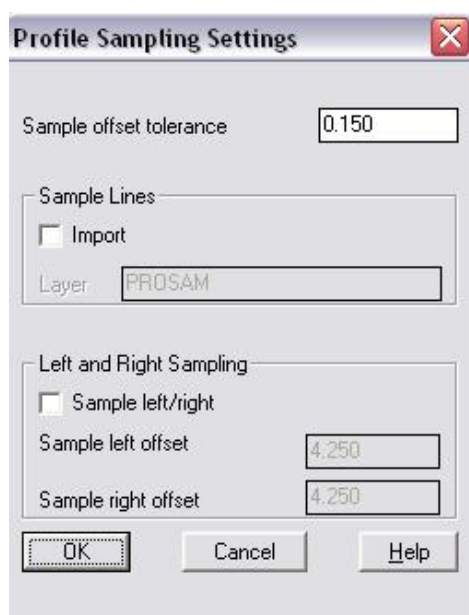 Profile Sampling Settings
Sample offset tolerance 0.150
Sample Lines
Import
Layer PROSAM
Left and Right Sampling
Sample left/right
Sample left offset 4.250
Sample right offset 4.250
OK Cancel Help